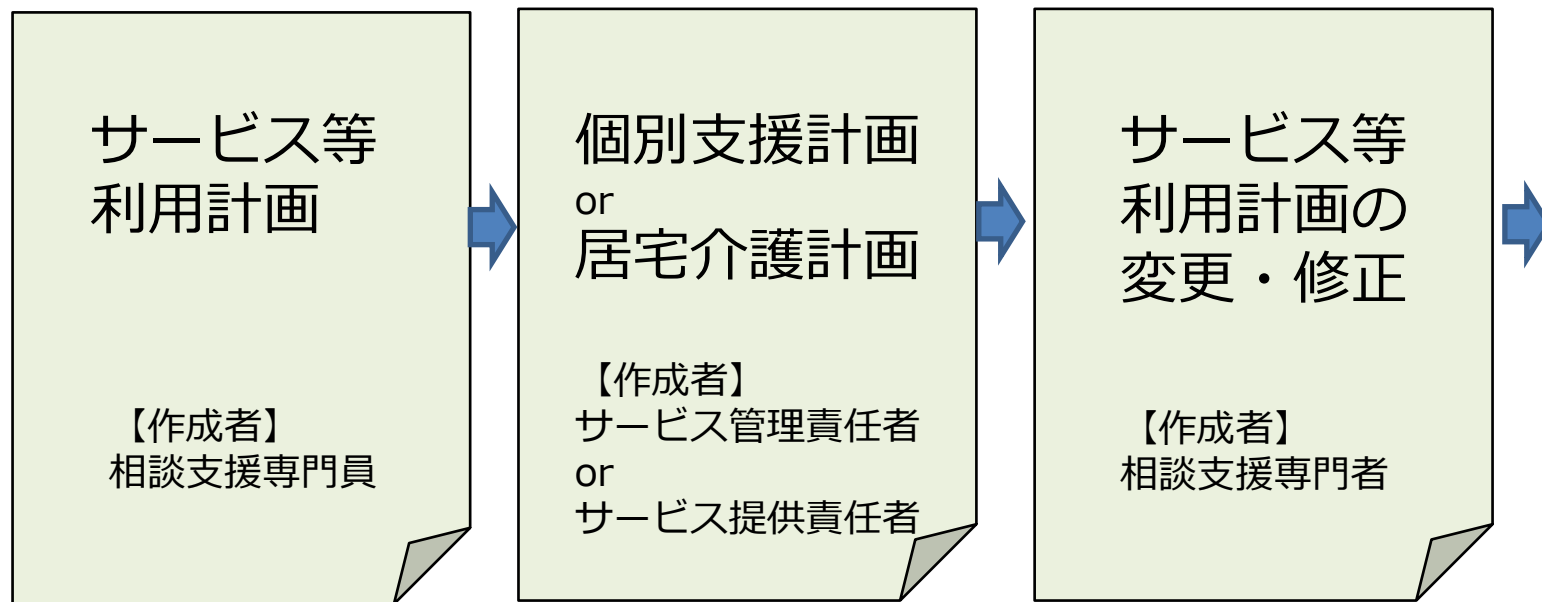 サービス等
利用計画
【作成者】
相談支援専門員
個別支援計画
or
居宅介護計画
【作成者】
サービス管理責任者
or
サービス提供責任者
サービス等
利用計画の
変更・修正
【作成者】
相談支援専門者